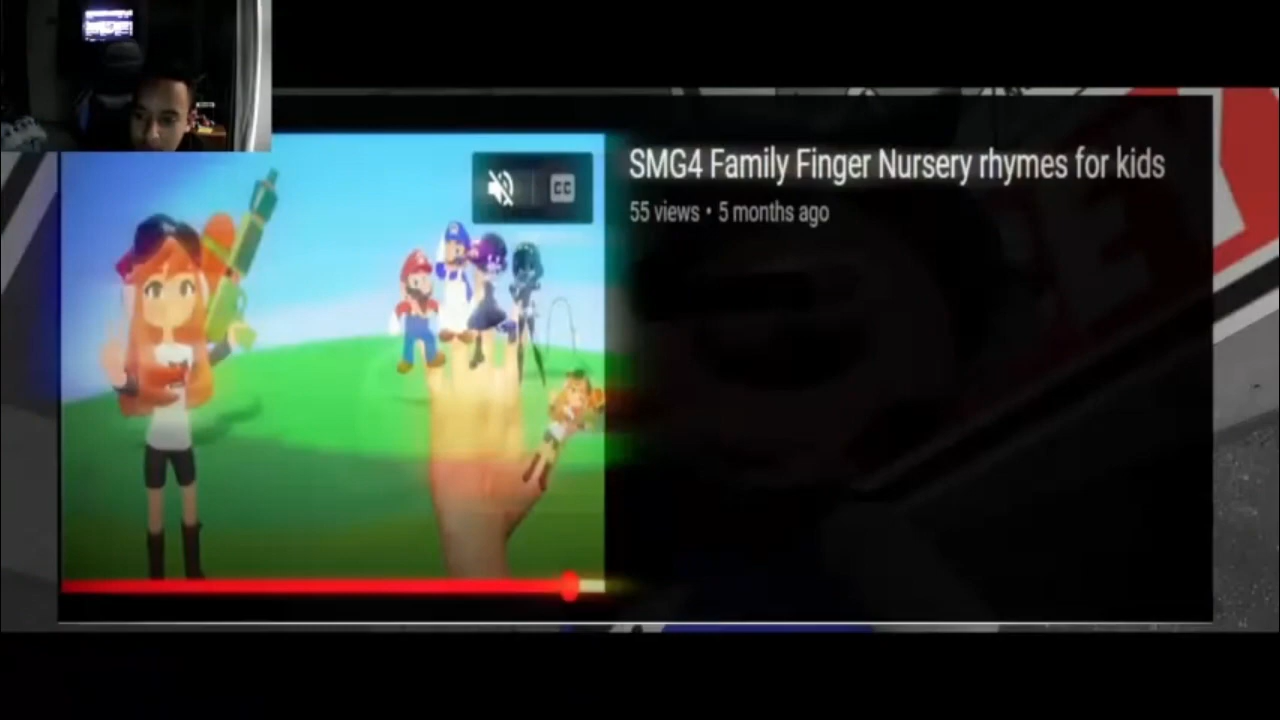 CC
SMG4 Family Finger Nursery rhymes for kids
55 views • 5 months ago